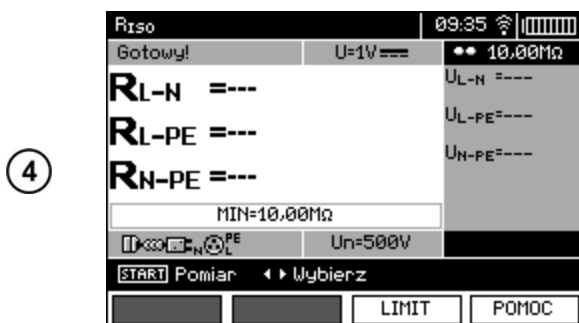 4
RISO 09:35
Gotowy! U=1V 10,00MΩ
RL-N =---
RL-PE =---
RN-PE =---
UL-N =---
UL-PE=---
UN-PE=---
MIN=10,00MΩ
N L PE Un=500V
START Pomiar Wybierz
LIMIT POMOC